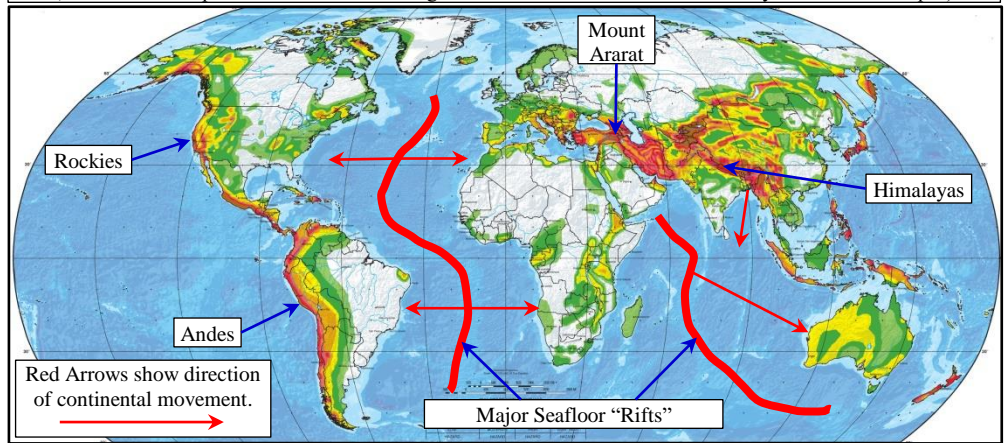 Mount
Ararat
Rockies
Himalayas
Andes
Red Arrows show direction
of continental movement.
Major Seafloor “Rifts”